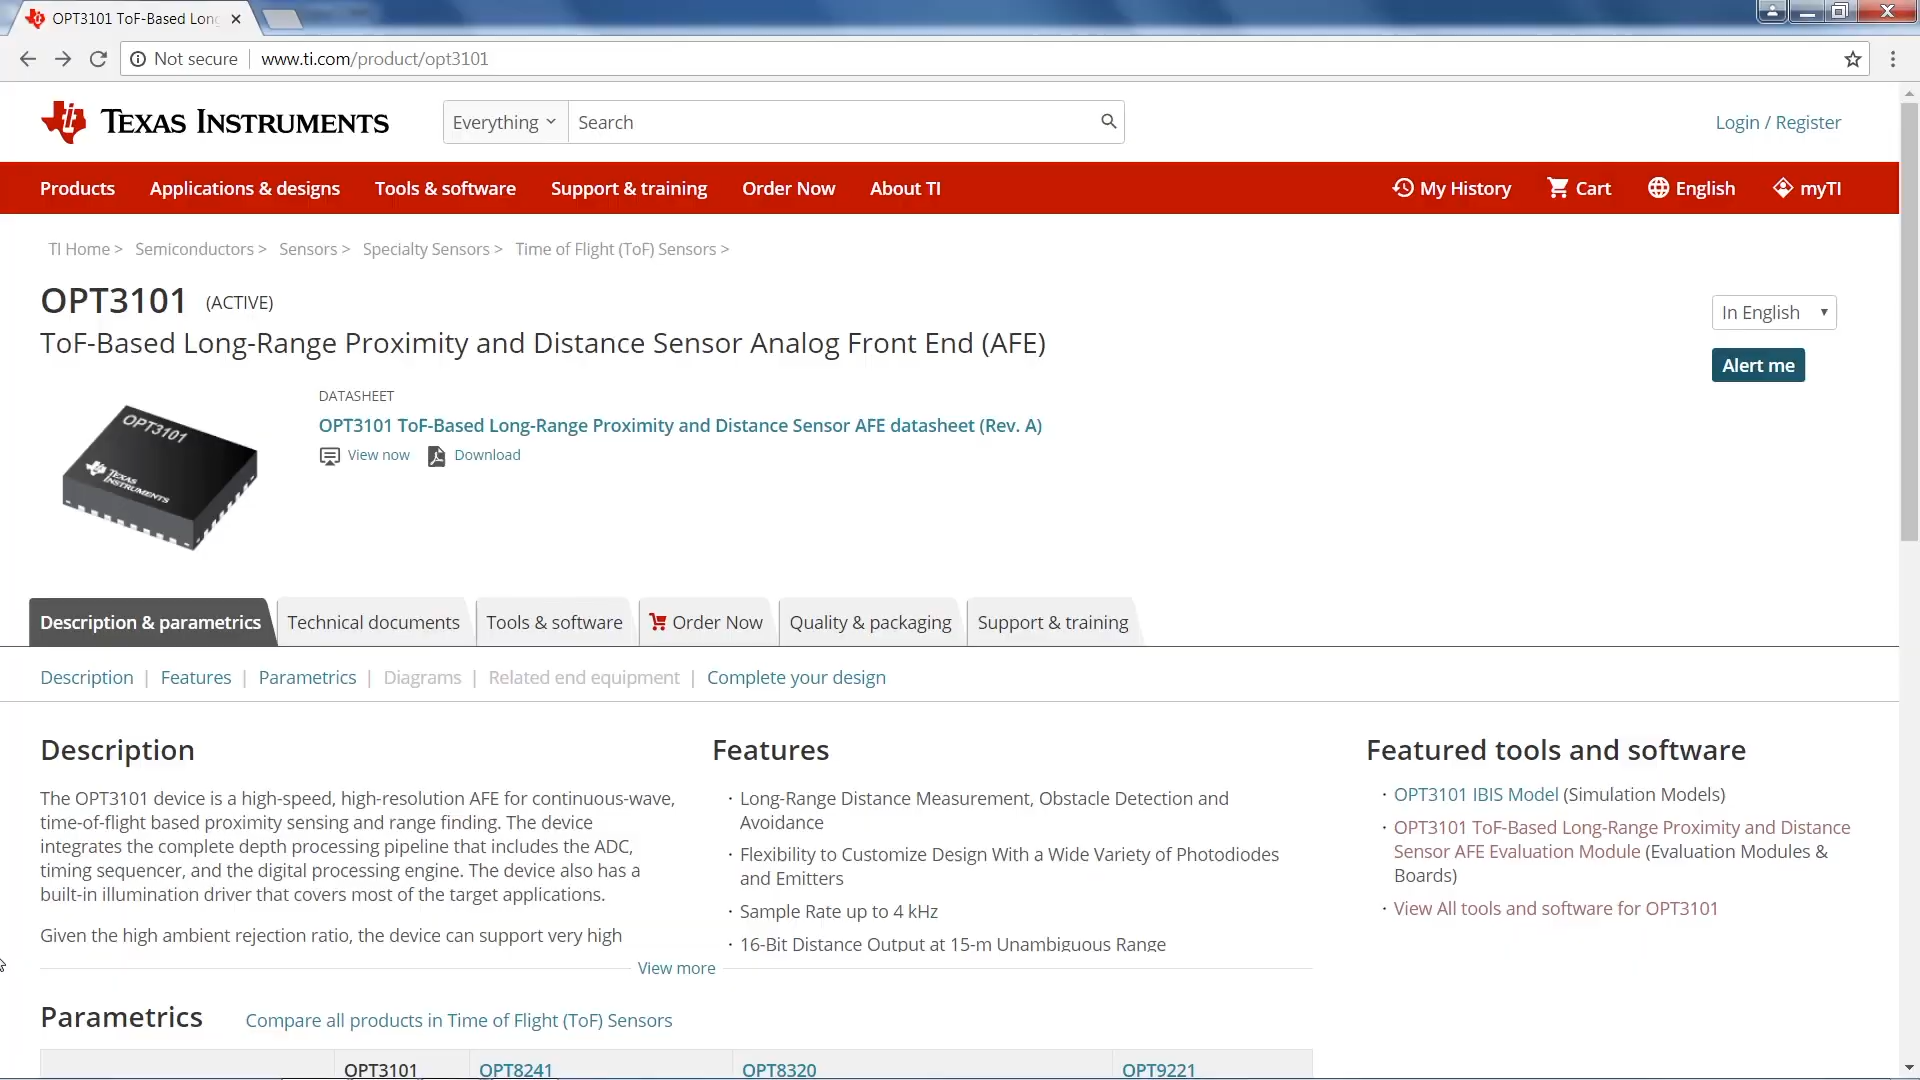 OPT3101 ToF-Based Long
Not secure www.ti.com/product/opt3101
TEXAS INSTRUMENTS
Everything Search
Login / Register
Products Applications & designs Tools & software Support & training Order Now About TI My History Cart English myTI
TI Home > Semiconductors > Sensors > Specialty Sensors > Time of Flight (ToF) Sensors >
OPT3101 (ACTIVE)
In English
ToF-Based Long-Range Proximity and Distance Sensor Analog Front End (AFE)
Alert me
DATASHEET
OPT3101 ToF-Based Long-Range Proximity and Distance Sensor AFE datasheet (Rev. A)
View now Download
OPT3101
TEXAS
INSTRUMENTS
Description & parametrics Technical documents Tools & software Order Now Quality & packaging Support & training
Description | Features | Parametrics | Diagrams | Related end equipment | Complete your design
Description
The OPT3101 device is a high-speed, high-resolution AFE for continuous-wave,
time-of-flight based proximity sensing and range finding. The device
integrates the complete depth processing pipeline that includes the ADC,
timing sequencer, and the digital processing engine. The device also has a
built-in illumination driver that covers most of the target applications.
Given the high ambient rejection ratio, the device can support very high
Features
· Long-Range Distance Measurement, Obstacle Detection and
Avoidance
· Flexibility to Customize Design With a Wide Variety of Photodiodes
and Emitters
· Sample Rate up to 4 kHz
· 16-Bit Distance Output at 15-m Unambiguous Range
Featured tools and software
· OPT3101 IBIS Model (Simulation Models)
· OPT3101 ToF-Based Long-Range Proximity and Distance
Sensor AFE Evaluation Module (Evaluation Modules &
Boards)
· View All tools and software for OPT3101
View more
Parametrics Compare all products in Time of Flight (ToF) Sensors
OPT3101 OPT8241 OPT8320 OPT9221